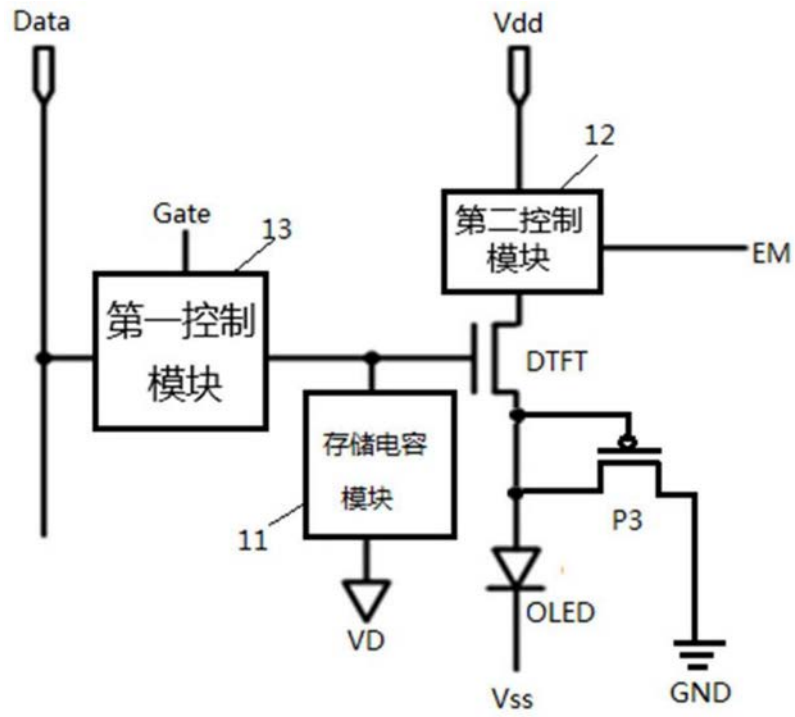 Data
Vdd
12
Gate
13
第二控制
模块
EM
第一控制
模块
DTFT
存储电容
模块
P3
11
OLED
VD
Vss
GND